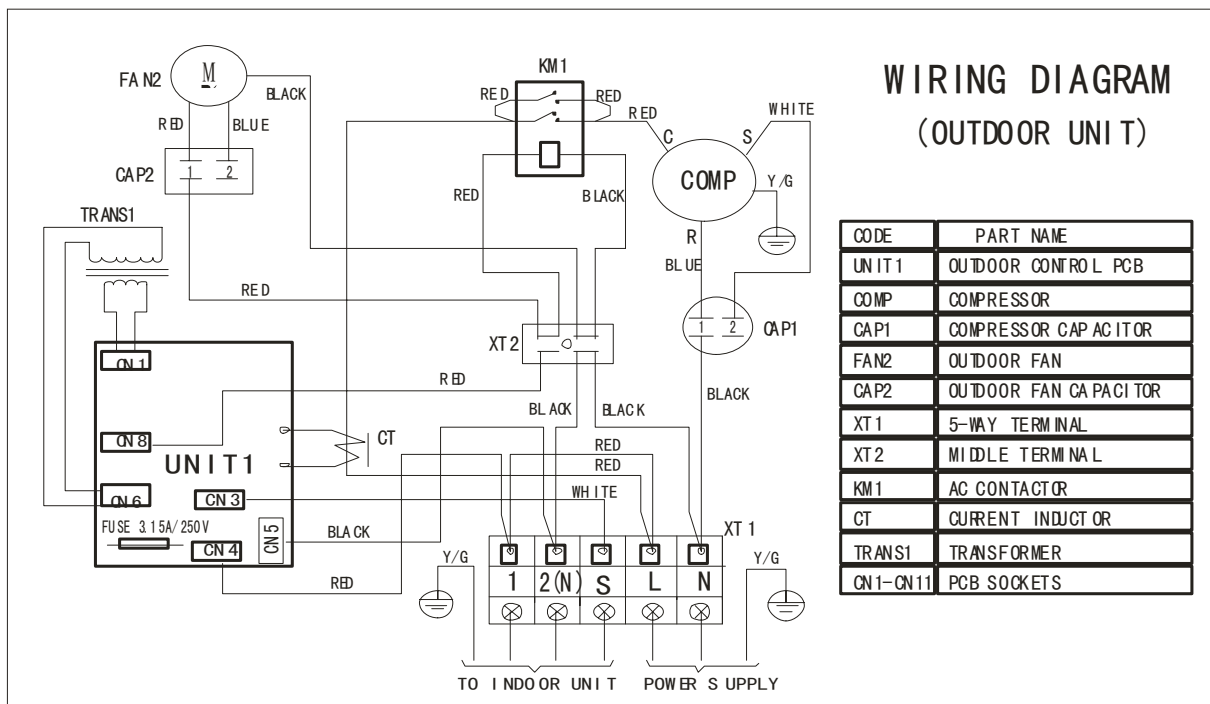 WIRING DIAGRAM
(OUTDOOR UNIT)
FAN2
M
BLACK
RED
BLUE
CAP2
1
2
TRANS1
KM1
RED
RED
RED
WHITE
C
S
COMP
Y/G
R
BLUE
RED
BLACK
RED
XT2
1
2
CAP1
BLACK
RED
BLACK
BLACK
CN1
CN8
UNIT1
CT
CN6
CN3
FUSE 3.15A/250V
CN5
CN4
RED
RED
WHITE
BLACK
RED
XT1
Y/G
1
2(N)
S
L
N
Y/G
TO INDOOR UNIT
POWER SUPPLY
CODE PART NAME
UNIT1 OUTDOOR CONTROL PCB
COMP COMPRESSOR
CAP1 COMPRESSOR CAPACITOR
FAN2 OUTDOOR FAN
CAP2 OUTDOOR FAN CAPACITOR
XT1 5-WAY TERMINAL
XT2 MIDDLE TERMINAL
KM1 AC CONTACTOR
CT CURRENT INDUCTOR
TRANS1 TRANSFORMER
CN1-CN11 PCB SOCKETS